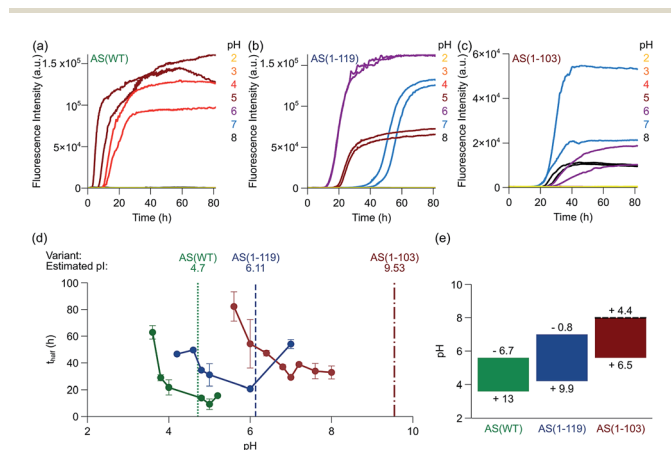 (a)
AS(WT)
pH
2
3
4
5
6
7
8
Fluorescence Intensity (a.u.)
1.5×10⁵
10⁵
5×10⁴
0 20 40 60 80
Time (h)
(b)
AS(1-119)
pH
2
3
4
5
6
7
8
Fluorescence Intensity (a.u.)
1.5×10⁵
10⁵
5×10⁴
0 20 40 60 80
Time (h)
(c)
AS(1-103)
pH
2
3
4
5
6
7
8
Fluorescence Intensity (a.u.)
6×10⁴
4×10⁴
2×10⁴
0
0 20 40 60 80
Time (h)
(d)
Variant: AS(WT) AS(1-119) AS(1-103)
Estimated pI: 4.7 6.11 9.53
t half (h)
100
80
60
40
20
0
2 4 6 8 10
pH
(e)
pH
10
8
6
4
2
- 6.7
+ 13
- 0.8
+ 9.9
+ 4.4
+ 6.5
AS(WT) AS(1-119) AS(1-103)